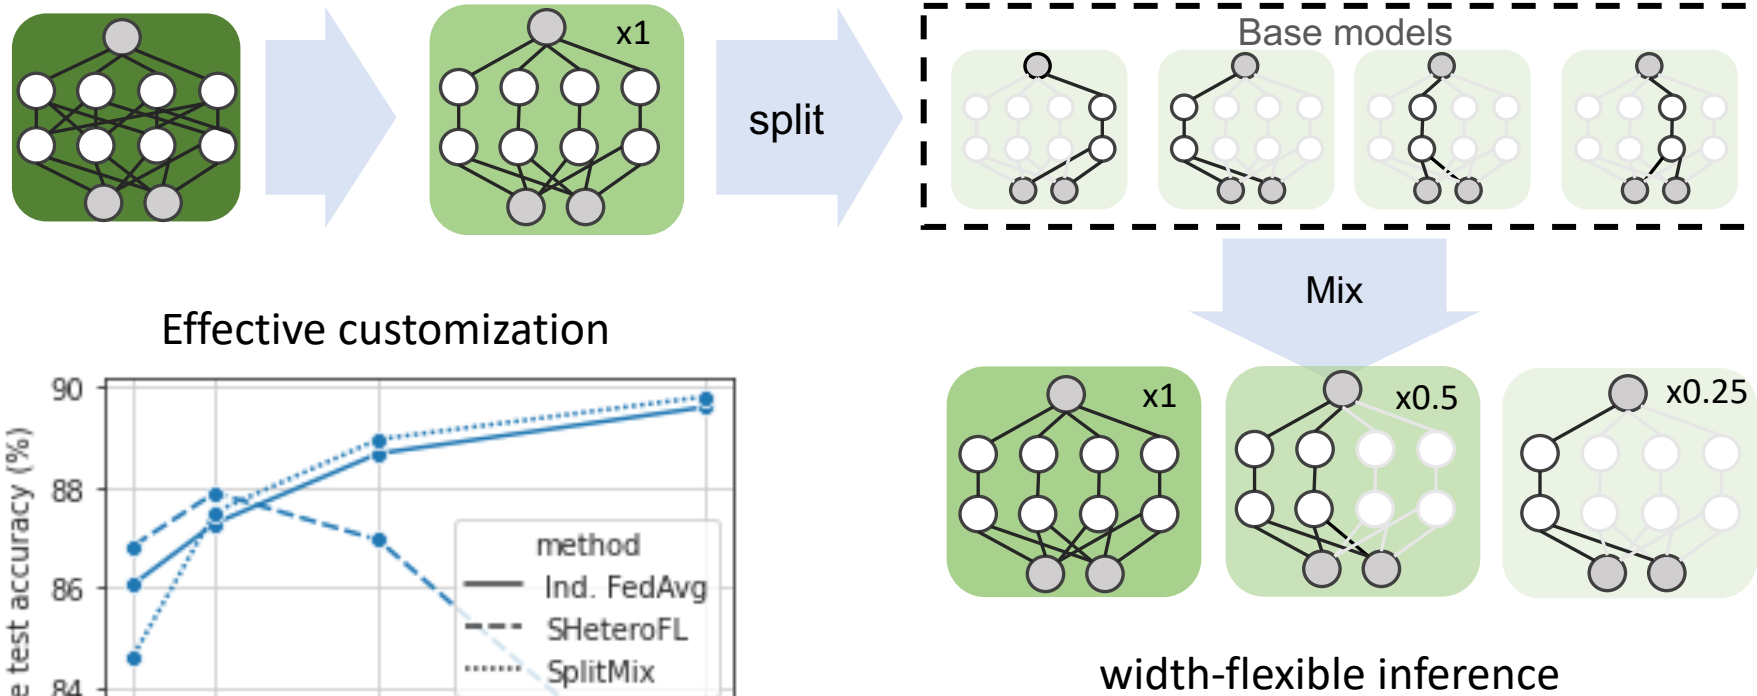 x1
split
Base models
Mix
Effective customization
90
88
86
84
e test accuracy (%)
method
Ind. FedAvg
SHeteroFL
SplitMix
x1
x0.5
x0.25
width-flexible inference